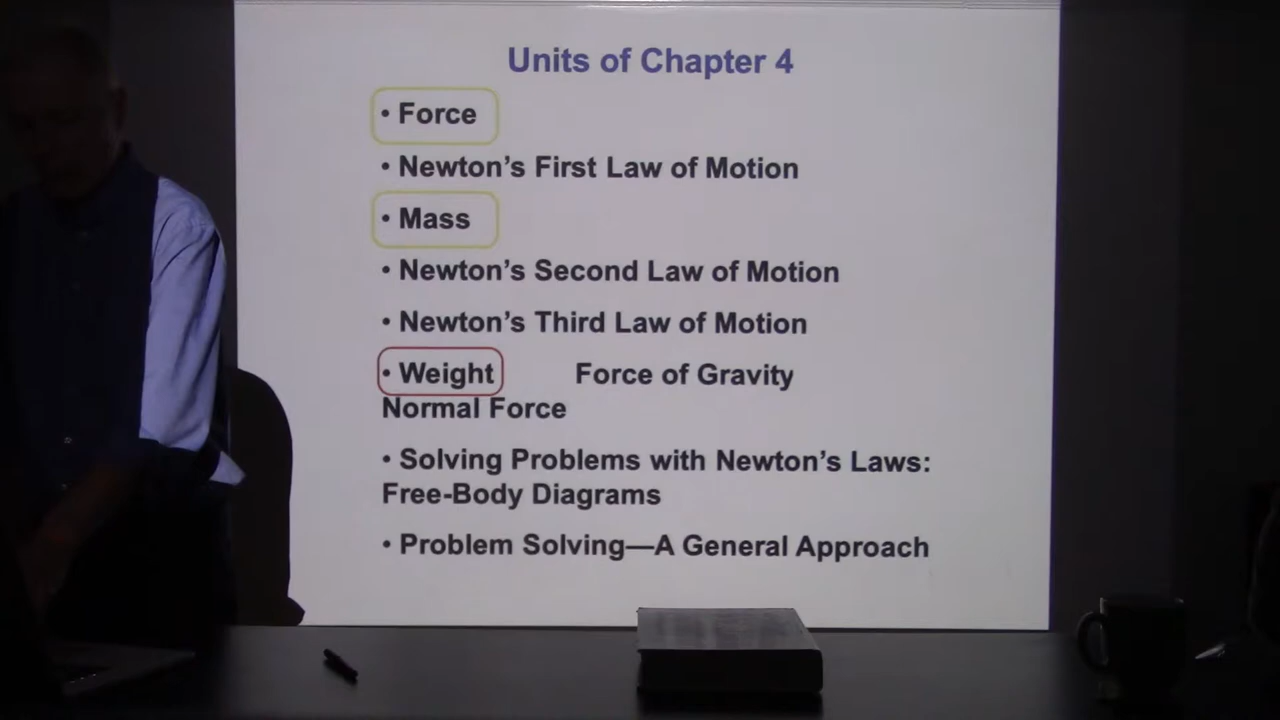 Units of Chapter 4
• Force
• Newton's First Law of Motion
• Mass
• Newton's Second Law of Motion
• Newton's Third Law of Motion
• Weight Force of Gravity
Normal Force
• Solving Problems with Newton's Laws:
Free-Body Diagrams
• Problem Solving—A General Approach